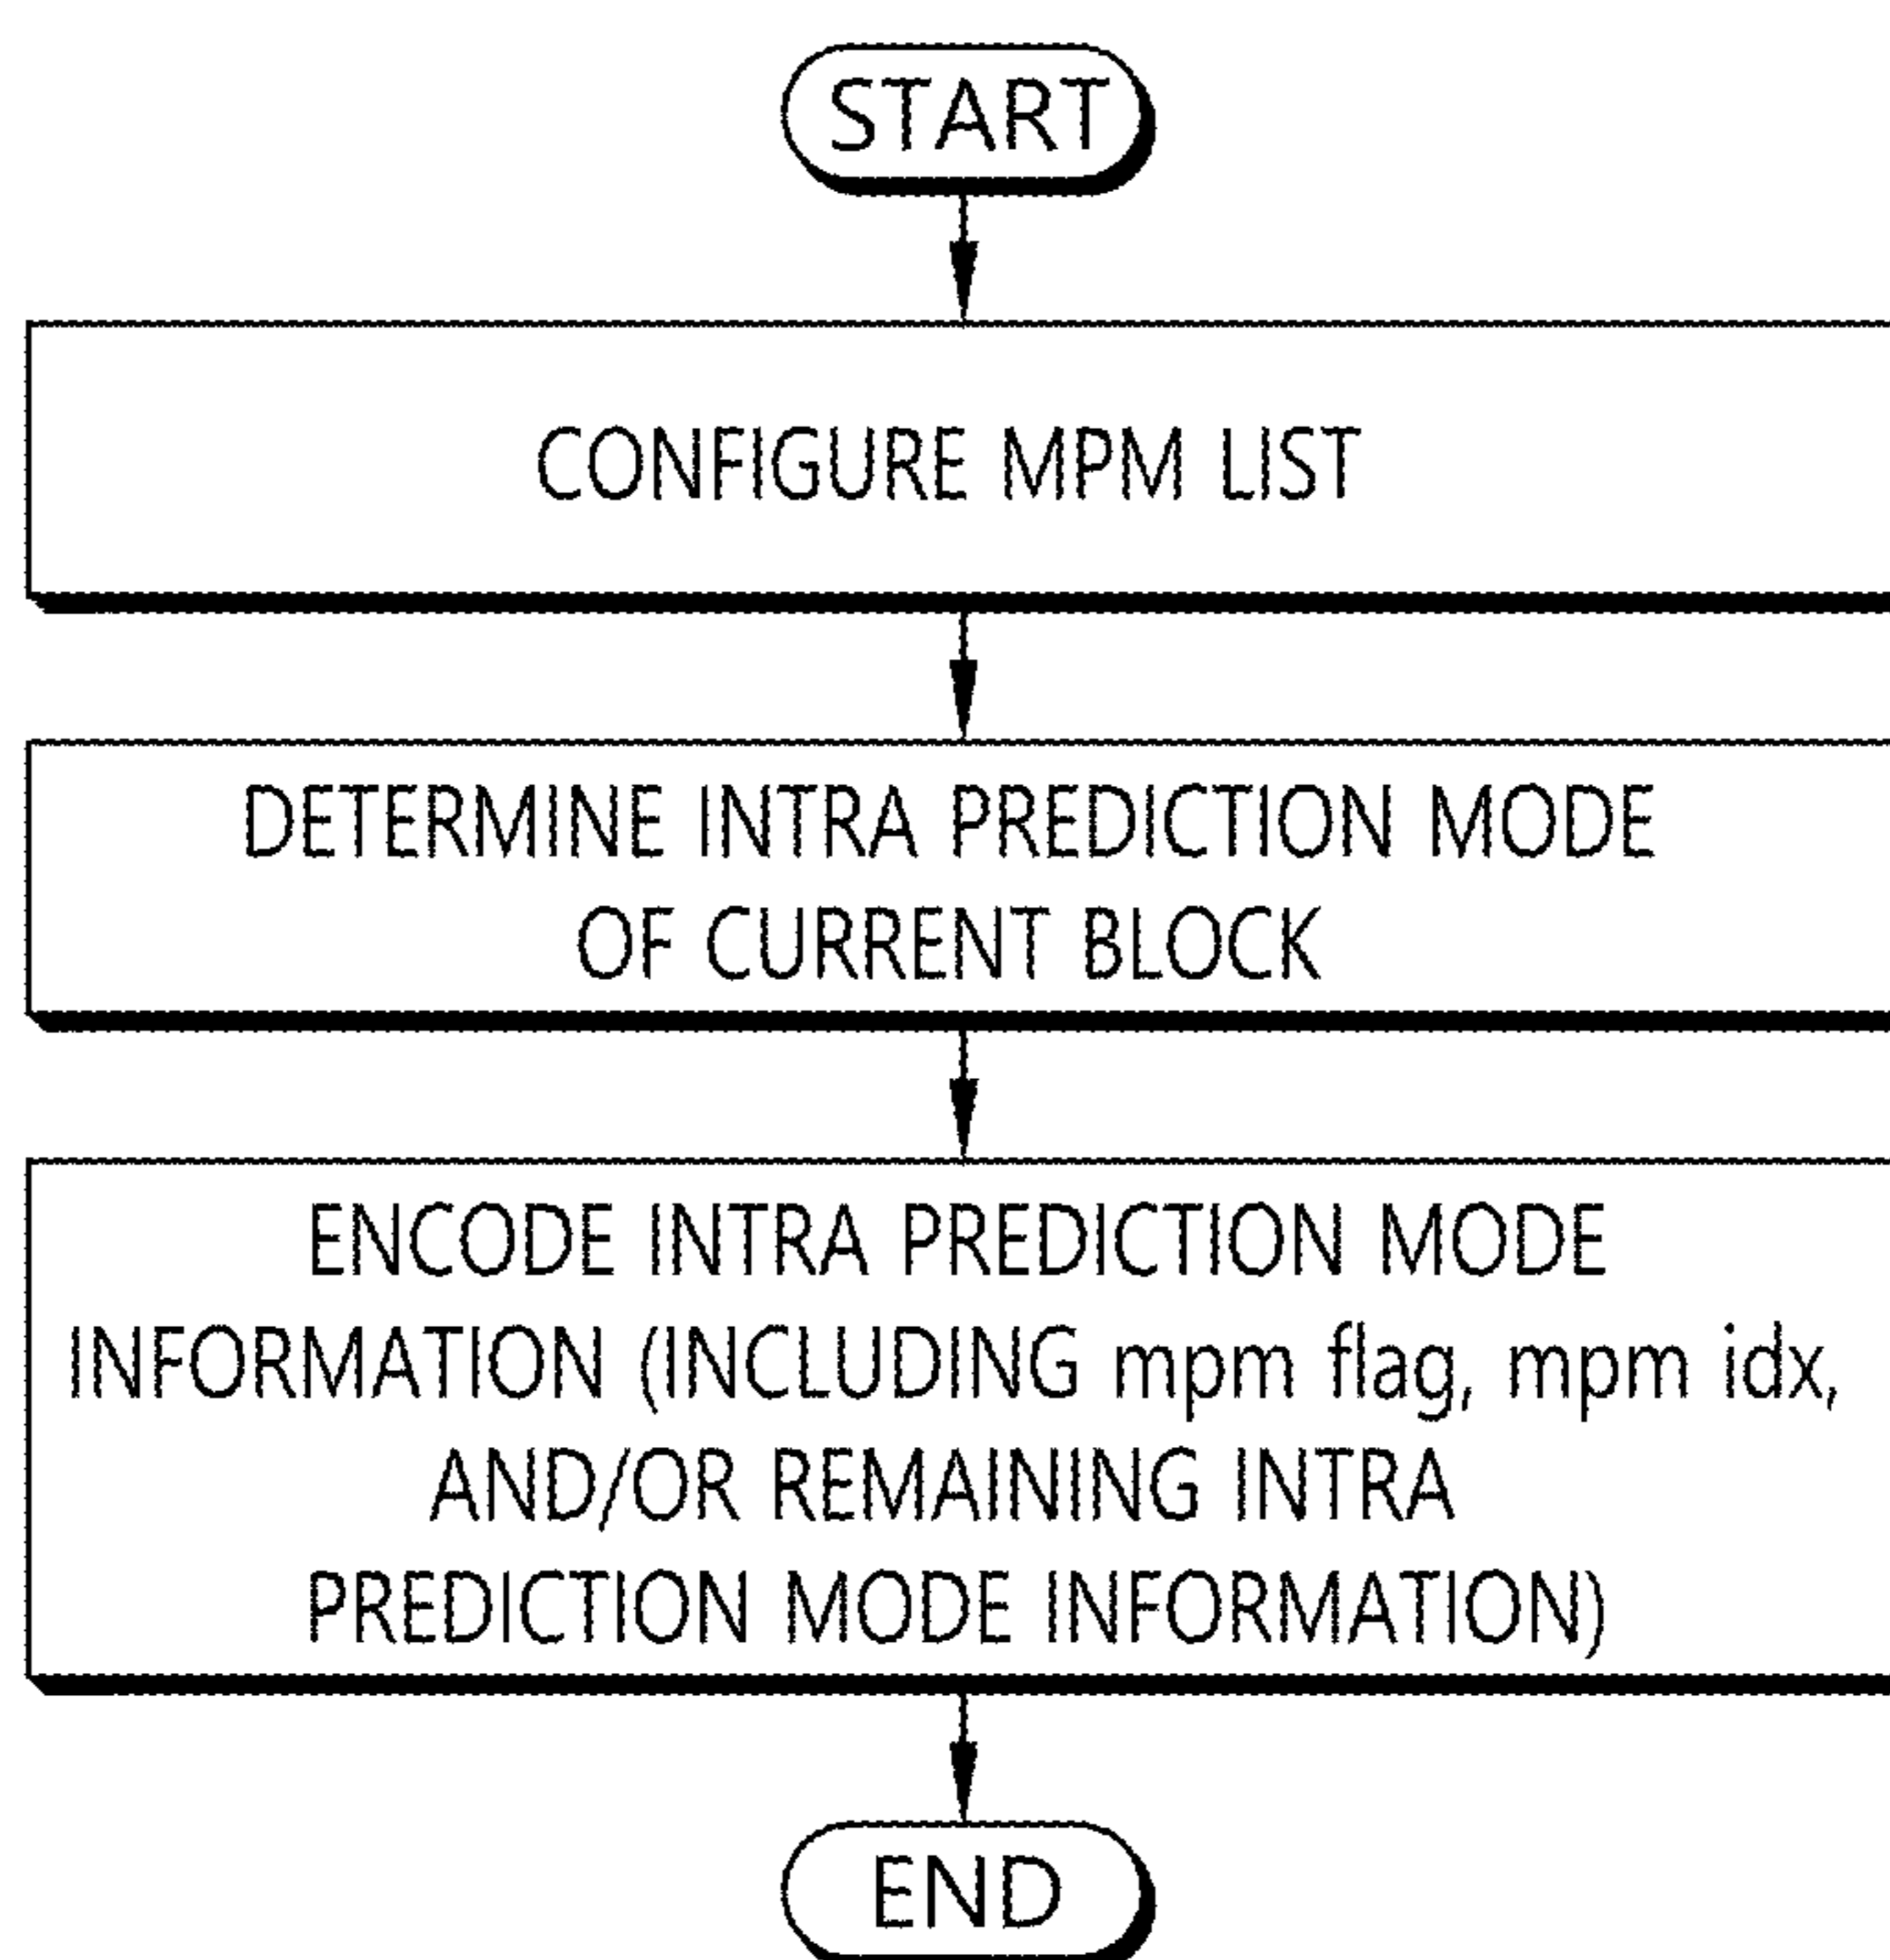 START
CONFIGURE MPM LIST
DETERMINE INTRA PREDICTION MODE
OF CURRENT BLOCK
ENCODE INTRA PREDICTION MODE
INFORMATION (INCLUDING mpm flag, mpm idx,
AND/OR REMAINING INTRA
PREDICTION MODE INFORMATION)
END